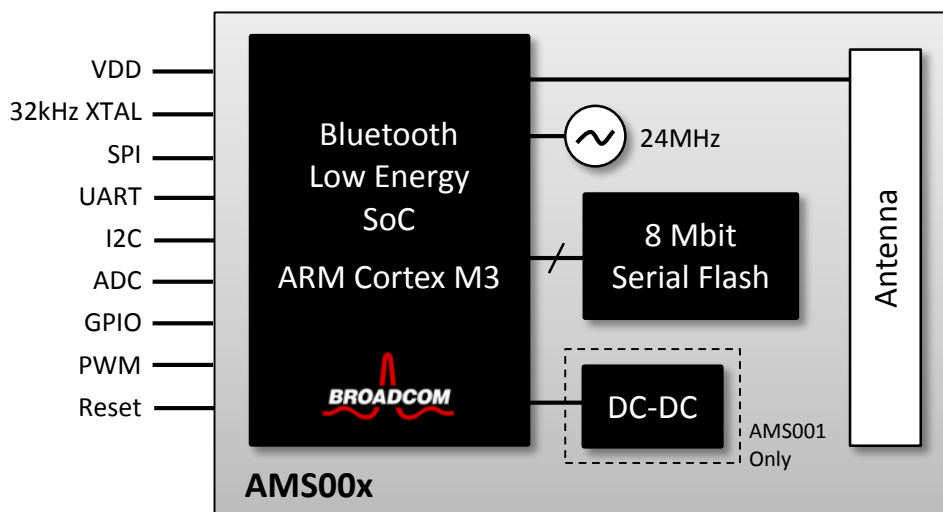 VDD
32kHz XTAL
SPI
UART
I2C
ADC
GPIO
PWM
Reset
Bluetooth
Low Energy
SoC
ARM Cortex M3
BROADCOM
24MHz
8 Mbit
Serial Flash
DC-DC
AMS001
Only
Antenna
AMS00x